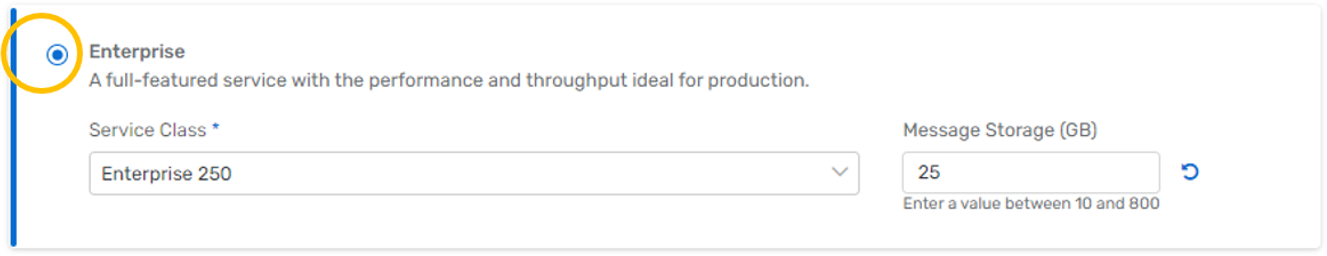 Enterprise
A full-featured service with the performance and throughput ideal for production.
Service Class *
Enterprise 250
Message Storage (GB)
25
Enter a value between 10 and 800